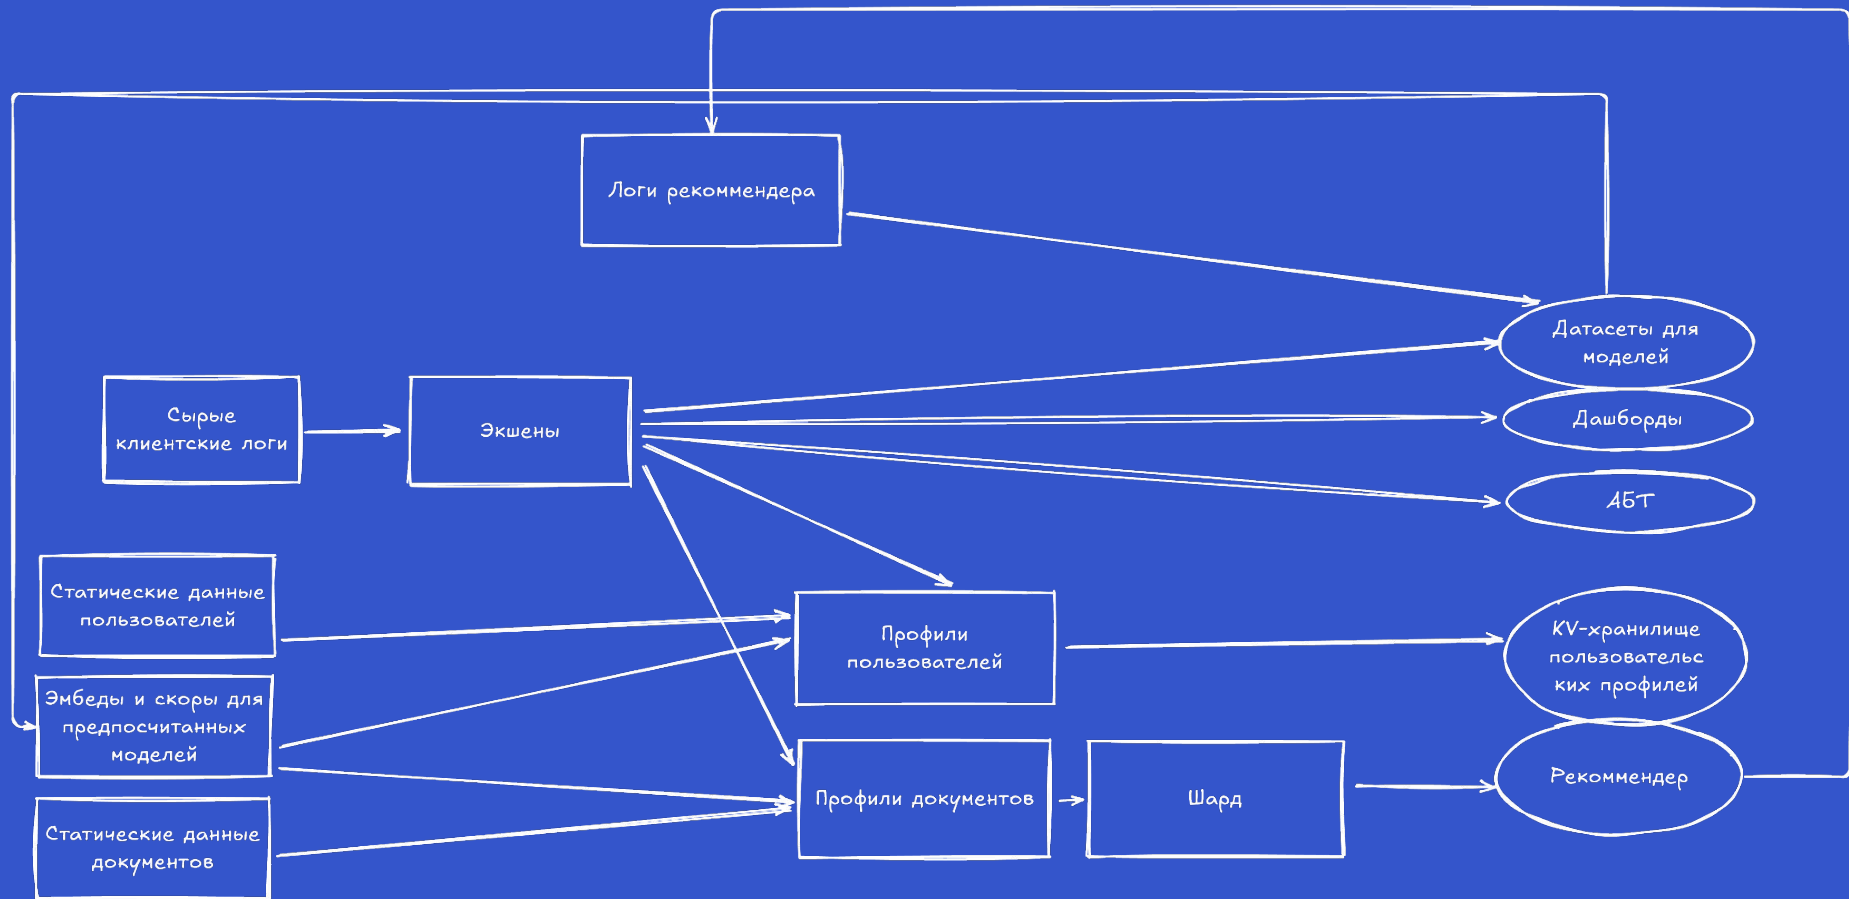 Логи рекоммендера
Датасеты для
моделей
Сырые
клиентские логи
Экшены
Дашборды
АБТ
Статические данные
пользователей
Профили
пользователей
KV-хранилище
пользовательс
ких профилей
Эмбеды и скоры для
предпосчитанных
моделей
Профили документов
Шард
Рекоммендер
Статические данные
документов